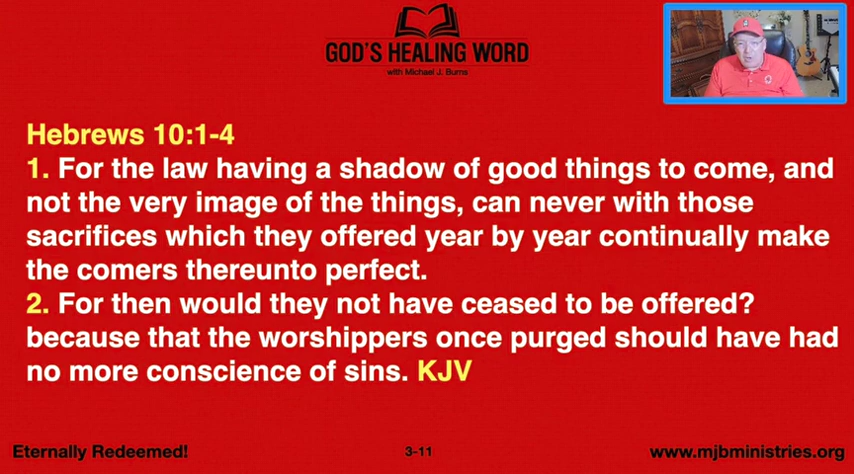 GOD'S HEALING WORD
with Michael J. Burns
Hebrews 10:1-4
1. For the law having a shadow of good things to come, and
not the very image of the things, can never with those
sacrifices which they offered year by year continually make
the comers thereunto perfect.
2. For then would they not have ceased to be offered?
because that the worshippers once purged should have had
no more conscience of sins. KJV
Eternally Redeemed!
3-11
www.mjbministries.org